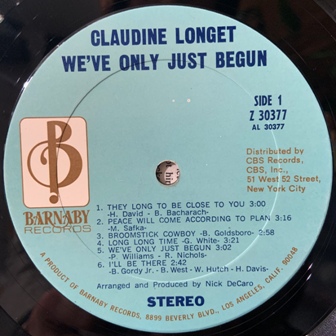 CLAUDINE LONGET
WE'VE ONLY JUST BEGUN
SIDE 1
Z 30377
AL 30377
B
BARNABY
RECORDS
Distributed by
CBS Records,
CBS, Inc.,
51 West 52 Street,
New York City
1. THEY LONG TO BE CLOSE TO YOU 3:00
-H. David - B. Bacharach-
2. PEACE WILL COME ACCORDING TO PLAN 3:16
-M. Safka-
3. BROOMSTICK COWBOY -B. Goldsboro- 2:58
4. LONG LONG TIME -G. White- 3:21
5. WE'VE ONLY JUST BEGUN 3:02
-P. Williams - R. Nichols-
6. I'LL BE THERE 2:42
-B. Gordy Jr. - B. West - W. Hutch - H. Davis-
Arranged and Produced by Nick DeCaro
STEREO
A PRODUCT OF BARNABY RECORDS, 8899 BEVERLY BLVD., LOS ANGELES, CALIF. 90048